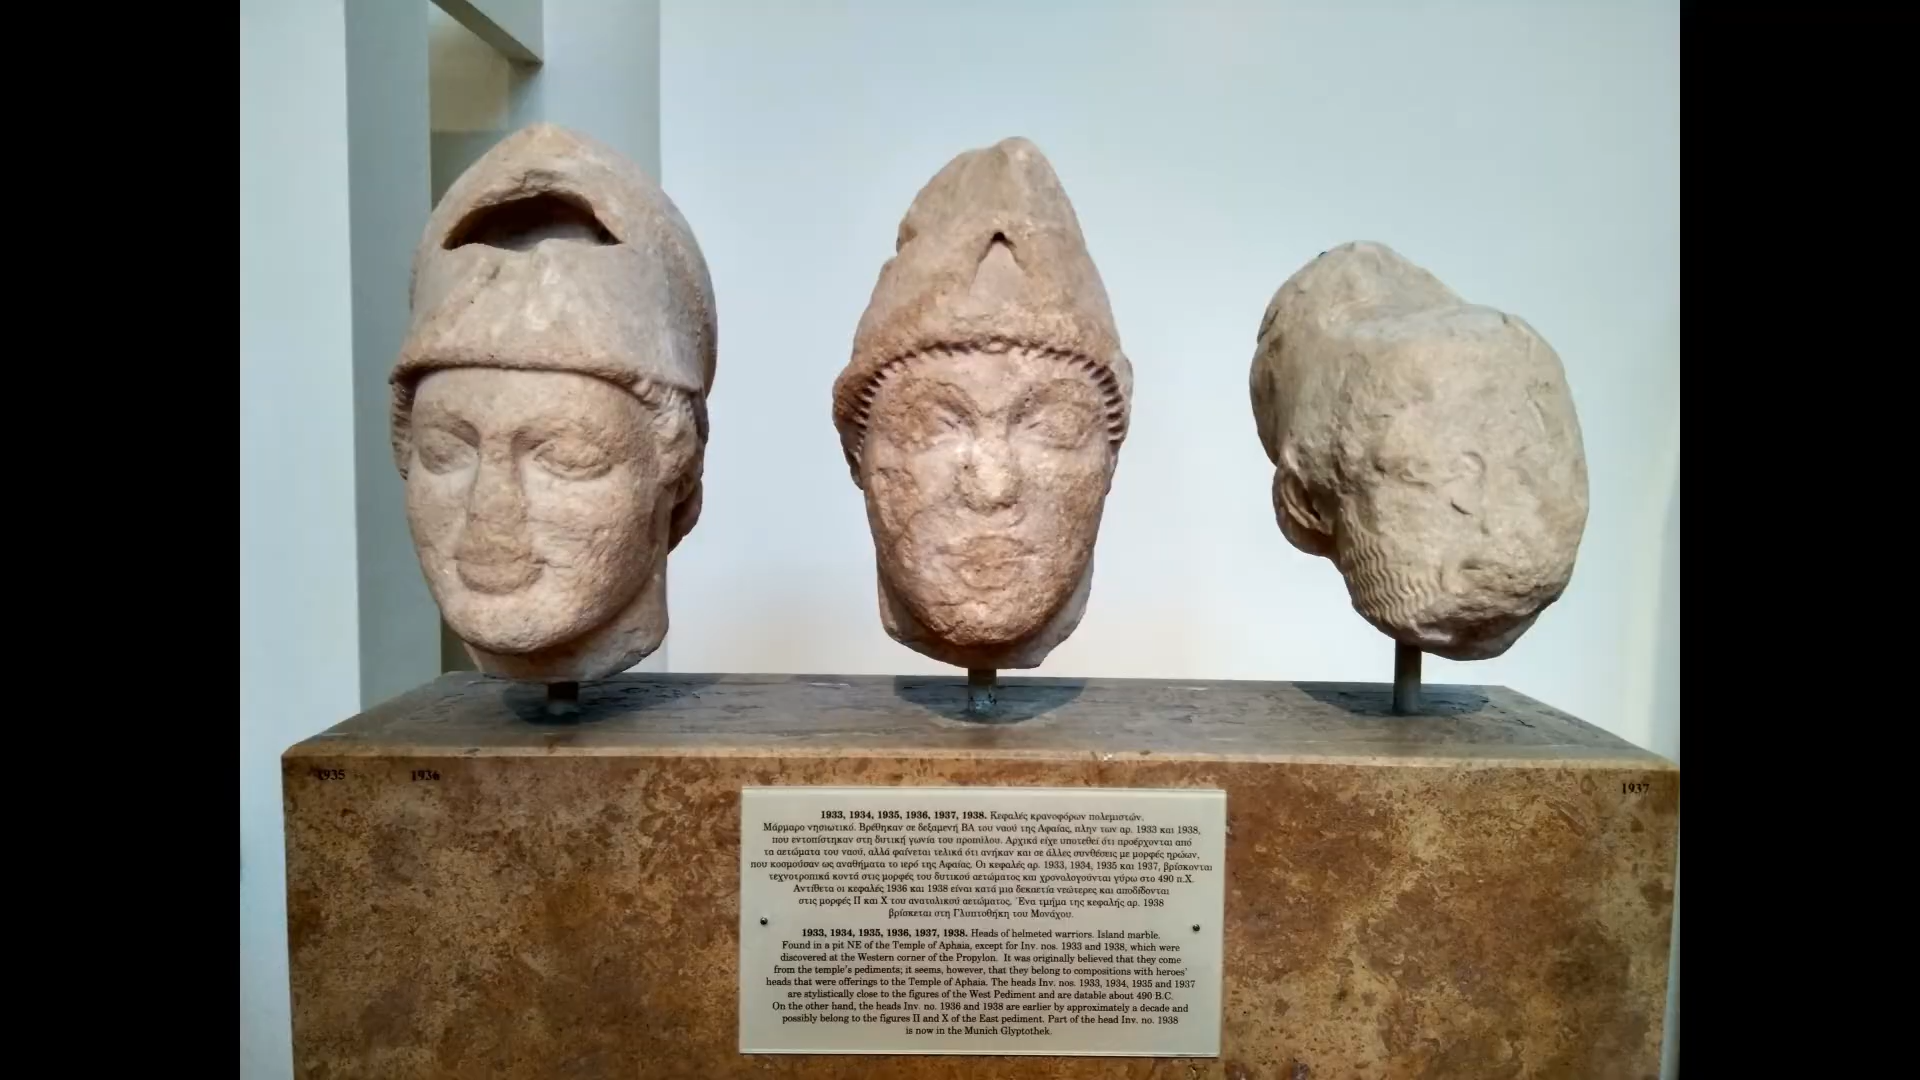 1935 1936 1937
1933, 1934, 1935, 1936, 1937, 1938. Κεφαλές κρανοφόρων πολεμιστών.
Μάρμαρο νησιωτικό. Βρέθηκαν σε δεξαμενή ΒΑ του ναού της Αφαίας, πλην των αρ. 1933 και 1938,
που εντοπίστηκαν στη δυτική γωνία του προπύλου. Αρχικά είχε υποτεθεί ότι προέρχονται από
τα αετώματα του ναού, αλλά φαίνεται τελικά ότι ανήκαν και σε άλλες συνθέσεις με μορφές ηρώων,
που κοσμούσαν ως αναθήματα το ιερό της Αφαίας. Οι κεφαλές αρ. 1933, 1934, 1935 και 1937, βρίσκονται
τεχνοτροπικά κοντά στις μορφές του δυτικού αετώματος και χρονολογούνται γύρω στο 490 π.Χ.
Αντίθετα οι κεφαλές 1936 και 1938 είναι κατά μια δεκαετία νεώτερες και αποδίδονται
στις μορφές Π και Χ του ανατολικού αετώματος. Ένα τμήμα της κεφαλής αρ. 1938
βρίσκεται στη Γλυπτοθήκη του Μονάχου.
1933, 1934, 1935, 1936, 1937, 1938. Heads of helmeted warriors. Island marble.
Found in a pit NE of the Temple of Aphaia, except for Inv. nos. 1933 and 1938, which were
discovered at the Western corner of the Propylon. It was originally believed that they come
from the temple's pediments; it seems, however, that they belong to compositions with heroes'
heads that were offerings to the Temple of Aphaia. The heads Inv. nos. 1933, 1934, 1935 and 1937
are stylistically close to the figures of the West Pediment and are datable about 490 B.C.
On the other hand, the heads Inv. no. 1936 and 1938 are earlier by approximately a decade and
possibly belong to the figures Π and X of the East pediment. Part of the head Inv. no. 1938
is now in the Munich Glyptothek.